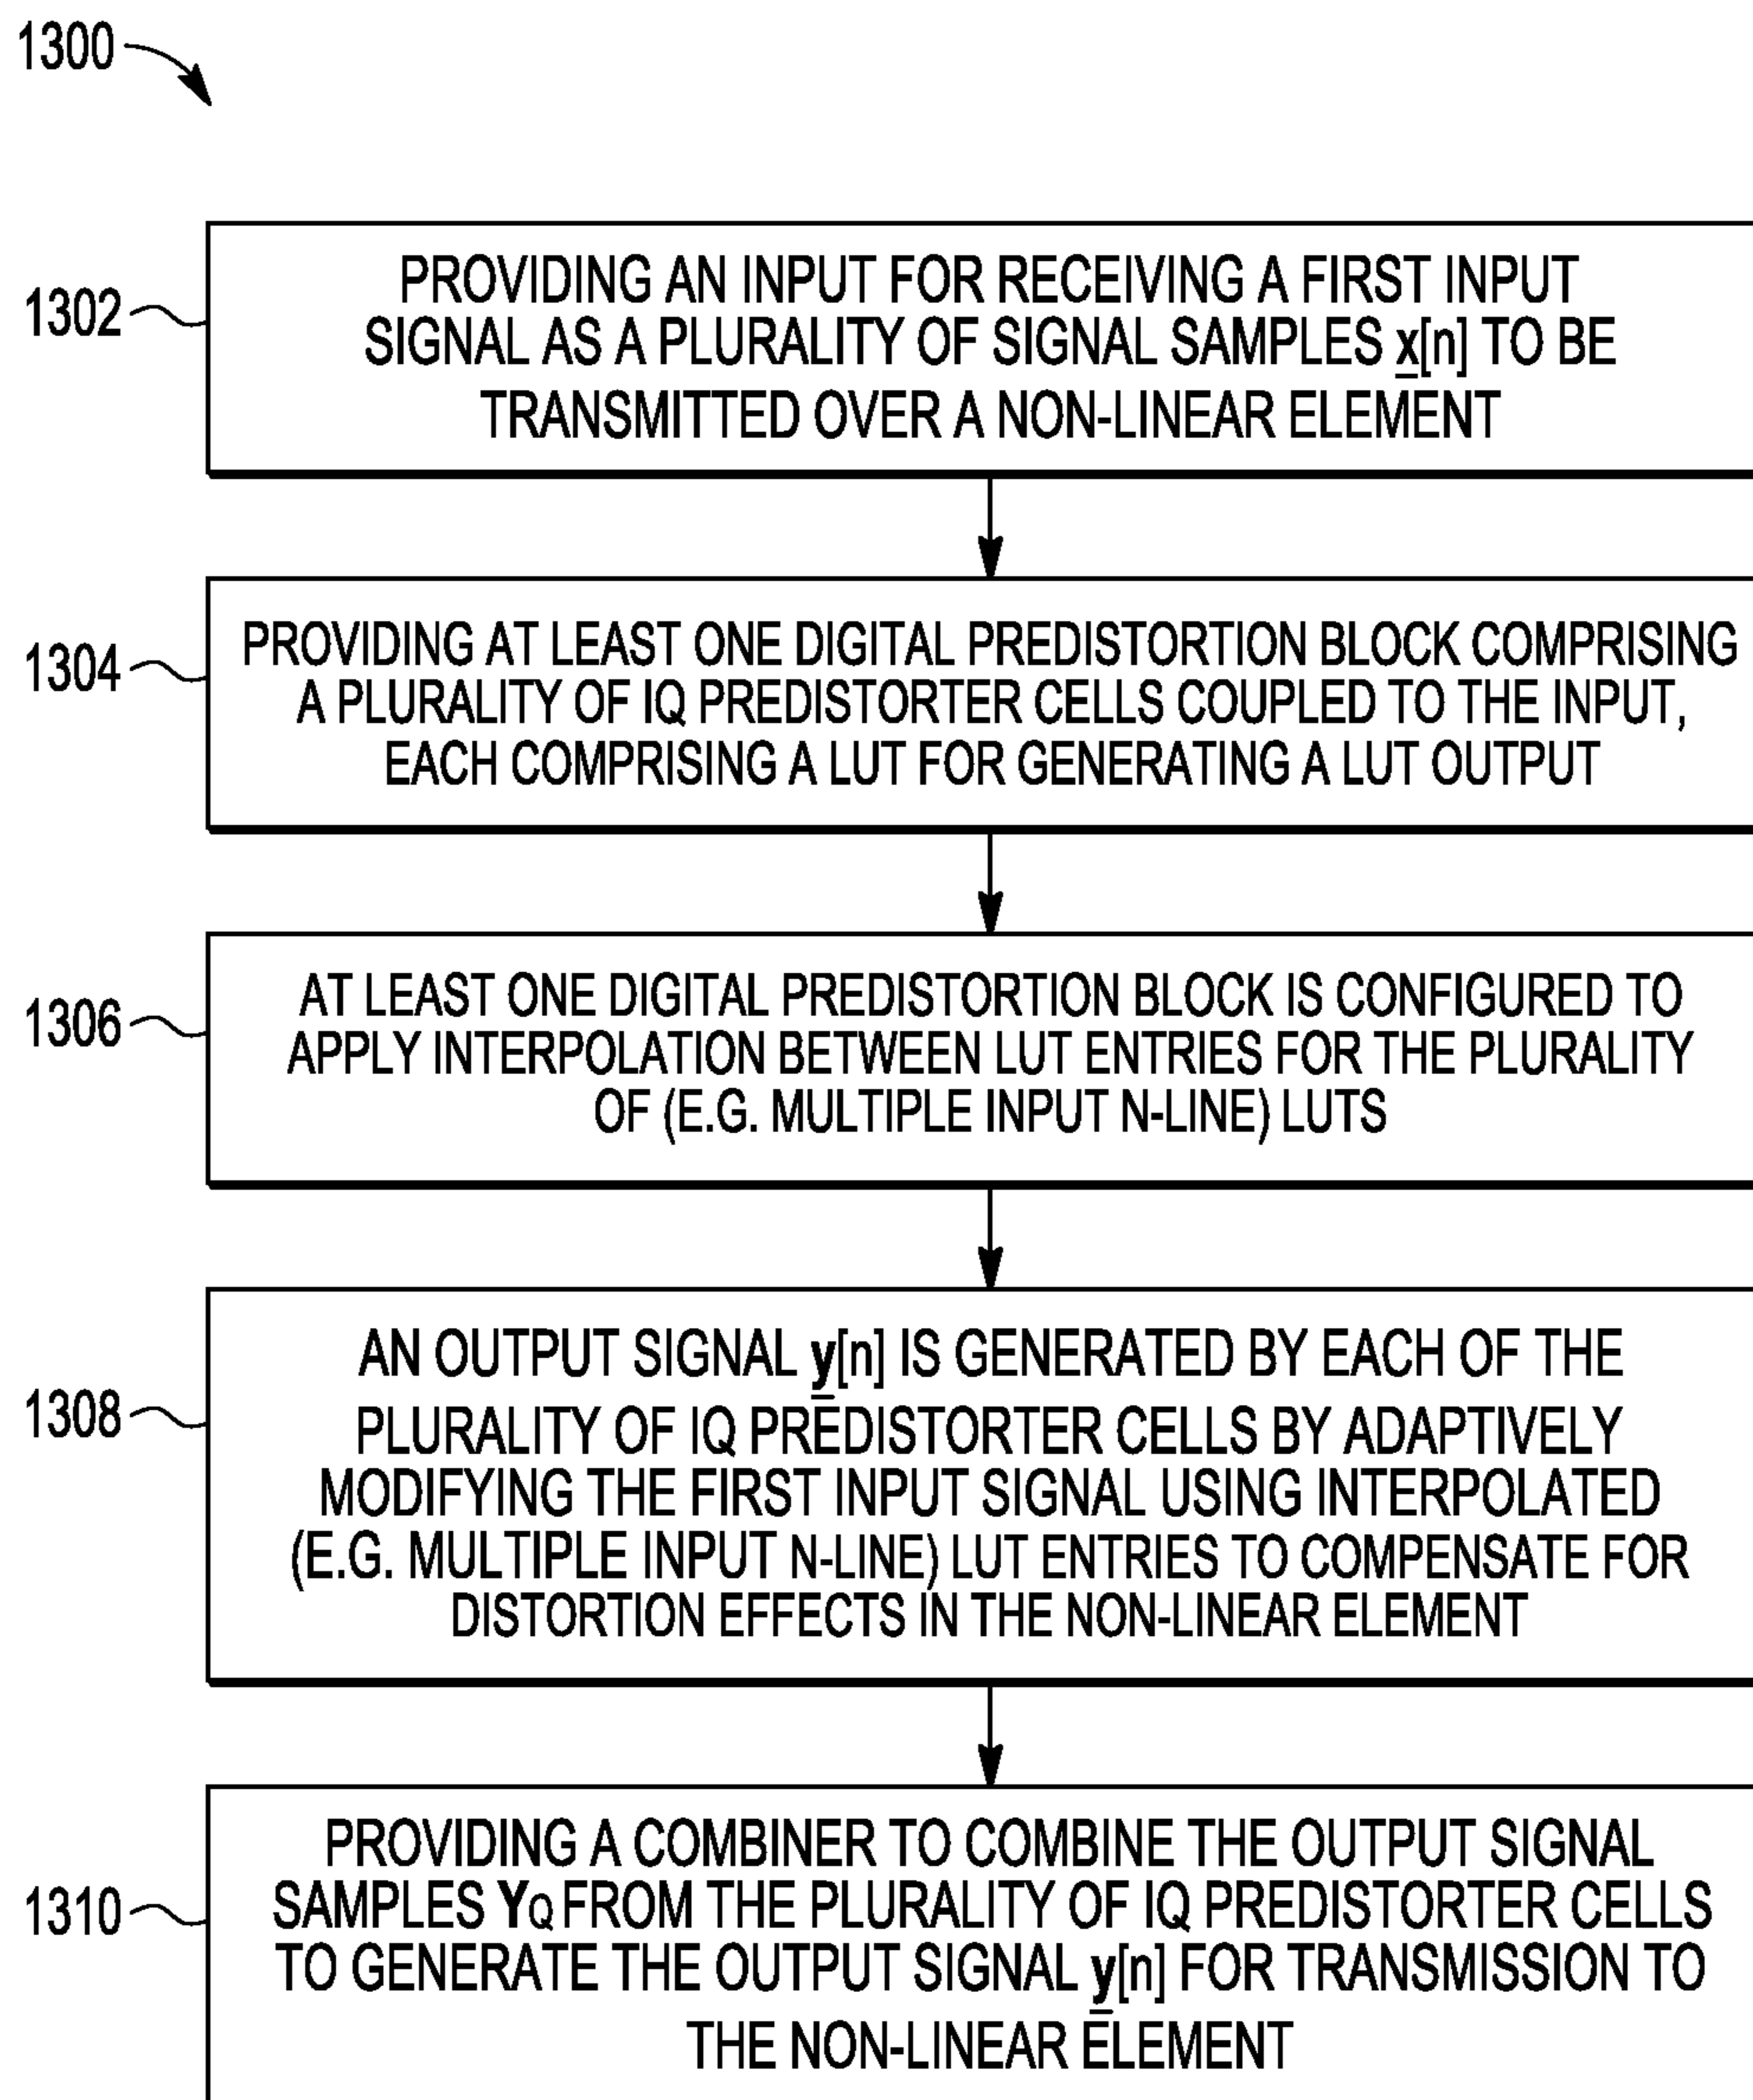 1300
1302
PROVIDING AN INPUT FOR RECEIVING A FIRST INPUT
SIGNAL AS A PLURALITY OF SIGNAL SAMPLES x[n] TO BE
TRANSMITTED OVER A NON-LINEAR ELEMENT
1304
PROVIDING AT LEAST ONE DIGITAL PREDISTORTION BLOCK COMPRISING
A PLURALITY OF IQ PREDISTORTER CELLS COUPLED TO THE INPUT,
EACH COMPRISING A LUT FOR GENERATING A LUT OUTPUT
1306
AT LEAST ONE DIGITAL PREDISTORTION BLOCK IS CONFIGURED TO
APPLY INTERPOLATION BETWEEN LUT ENTRIES FOR THE PLURALITY
OF (E.G. MULTIPLE INPUT N-LINE) LUTS
1308
AN OUTPUT SIGNAL y[n] IS GENERATED BY EACH OF THE
PLURALITY OF IQ PREDISTORTER CELLS BY ADAPTIVELY
MODIFYING THE FIRST INPUT SIGNAL USING INTERPOLATED
(E.G. MULTIPLE INPUT N-LINE) LUT ENTRIES TO COMPENSATE FOR
DISTORTION EFFECTS IN THE NON-LINEAR ELEMENT
1310
PROVIDING A COMBINER TO COMBINE THE OUTPUT SIGNAL
SAMPLES YQ FROM THE PLURALITY OF IQ PREDISTORTER CELLS
TO GENERATE THE OUTPUT SIGNAL y[n] FOR TRANSMISSION TO
THE NON-LINEAR ELEMENT